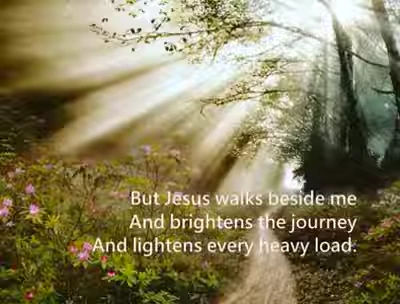 But Jesus walks beside me
And brightens the journey
And lightens every heavy load.